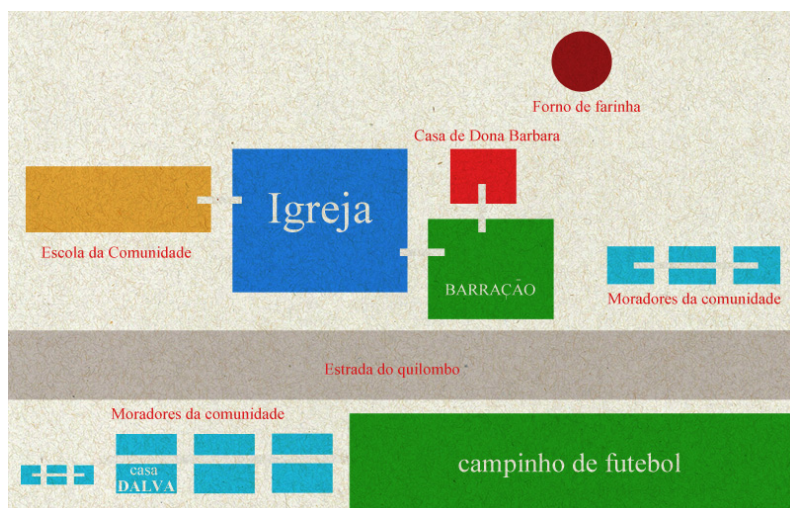 Forno de farinha
Casa de Dona Barbara
Igreja
Escola da Comunidade
BARRAÇÃO
Moradores da comunidade
Estrada do quilombo
Moradores da comunidade
casa
DALVA
campinho de futebol